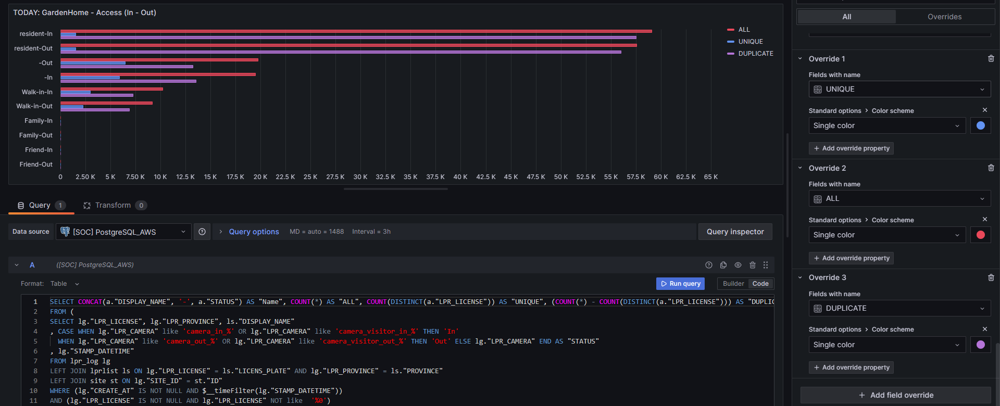 TODAY: GardenHome - Access (In - Out)
resident-In
resident-Out
-Out
-In
Walk-in-In
Walk-in-Out
Family-In
Family-Out
Friend-In
Friend-Out
0 2.50 K 5 K 7.50 K 10 K 12.5 K 15 K 17.5 K 20 K 22.5 K 25 K 27.5 K 30 K 32.5 K 35 K 37.5 K 40 K 42.5 K 45 K 47.5 K 50 K 52.5 K 55 K 57.5 K 60 K 62.5 K 65 K
ALL
UNIQUE
DUPLICATE
Query 1 Transform 0
Data source [SOC] PostgreSQL_AWS Query options MD = auto = 1488 Interval = 3h Query inspector
A ([SOC] PostgreSQL_AWS)
Format: Table Run query Builder Code
1 SELECT CONCAT(a."DISPLAY_NAME", '-', a."STATUS") AS "Name", COUNT(*) AS "ALL", COUNT(DISTINCT(a."LPR_LICENSE")) AS "UNIQUE", (COUNT(*) - COUNT(DISTINCT(a."LPR_LICENSE"))) AS "DUPLIC
2 FROM (
3 SELECT lg."LPR_LICENSE", lg."LPR_PROVINCE", ls."DISPLAY_NAME"
4 , CASE WHEN lg."LPR_CAMERA" like 'camera_in_%' OR lg."LPR_CAMERA" like 'camera_visitor_in_%' THEN 'In'
5 WHEN lg."LPR_CAMERA" like 'camera_out_%' OR lg."LPR_CAMERA" like 'camera_visitor_out_%' THEN 'Out' ELSE lg."LPR_CAMERA" END AS "STATUS"
6 , lg."STAMP_DATETIME"
7 FROM lpr_log lg
8 LEFT JOIN lprlist ls ON lg."LPR_LICENSE" = ls."LICENS_PLATE" AND lg."LPR_PROVINCE" = ls."PROVINCE"
9 LEFT JOIN site st ON lg."SITE_ID" = st."ID"
10 WHERE (lg."CREATE_AT" IS NOT NULL AND $__timeFilter(lg."STAMP_DATETIME"))
11 AND (lg."LPR_LICENSE" IS NOT NULL AND lg."LPR_LICENSE" NOT like '%0')
All Overrides
Override 1
Fields with name
UNIQUE
Standard options > Color scheme
Single color
+ Add override property
Override 2
Fields with name
ALL
Standard options > Color scheme
Single color
+ Add override property
Override 3
Fields with name
DUPLICATE
Standard options > Color scheme
Single color
+ Add override property
+ Add field override